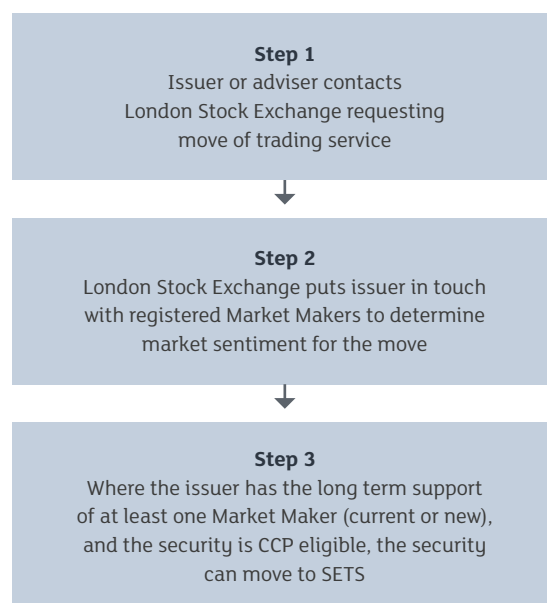 Step 1
Issuer or adviser contacts
London Stock Exchange requesting
move of trading service
Step 2
London Stock Exchange puts issuer in touch
with registered Market Makers to determine
market sentiment for the move
Step 3
Where the issuer has the long term support
of at least one Market Maker (current or new),
and the security is CCP eligible, the security
can move to SETS